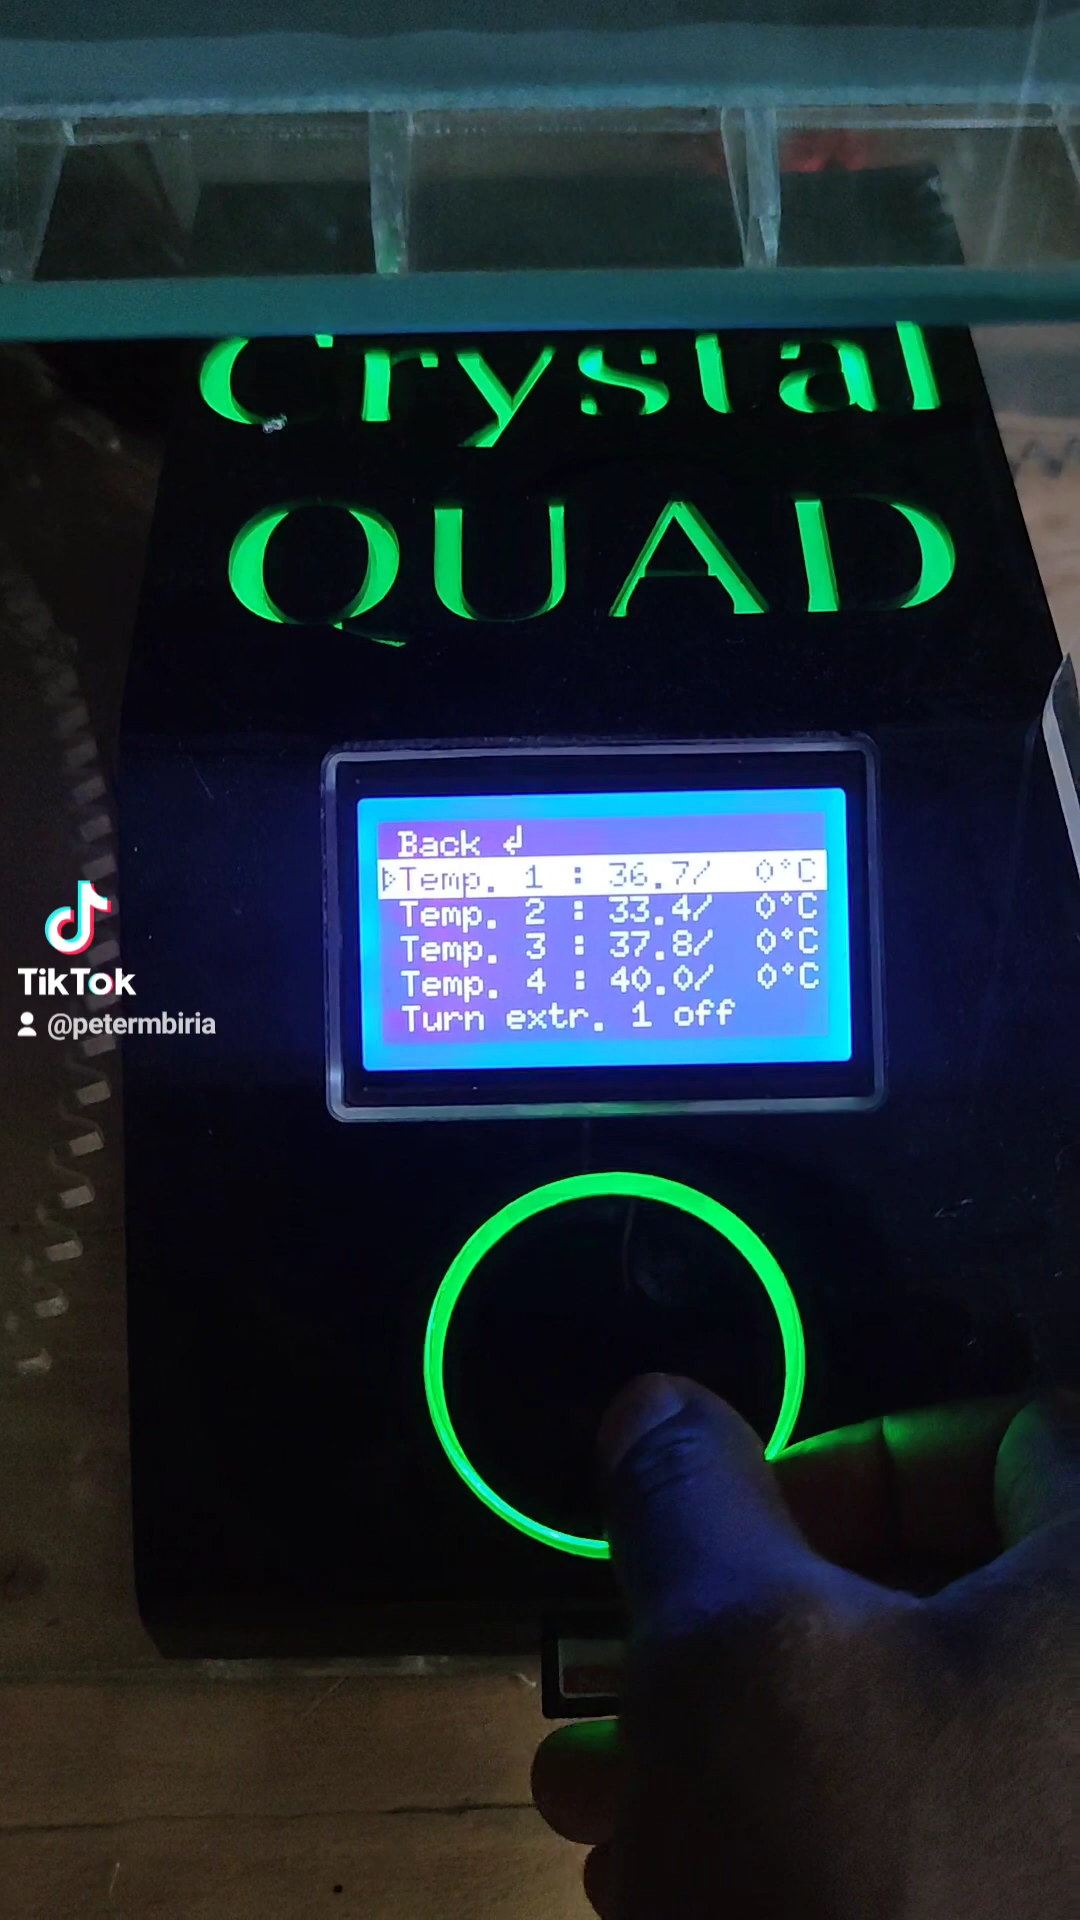 Crystal
QUAD
Back ↲
Temp. 1 : 36.7/ 0°C
Temp. 2 : 33.4/ 0°C
Temp. 3 : 37.8/ 0°C
Temp. 4 : 40.0/ 0°C
Turn extr. 1 off
TikTok
@petermbiria